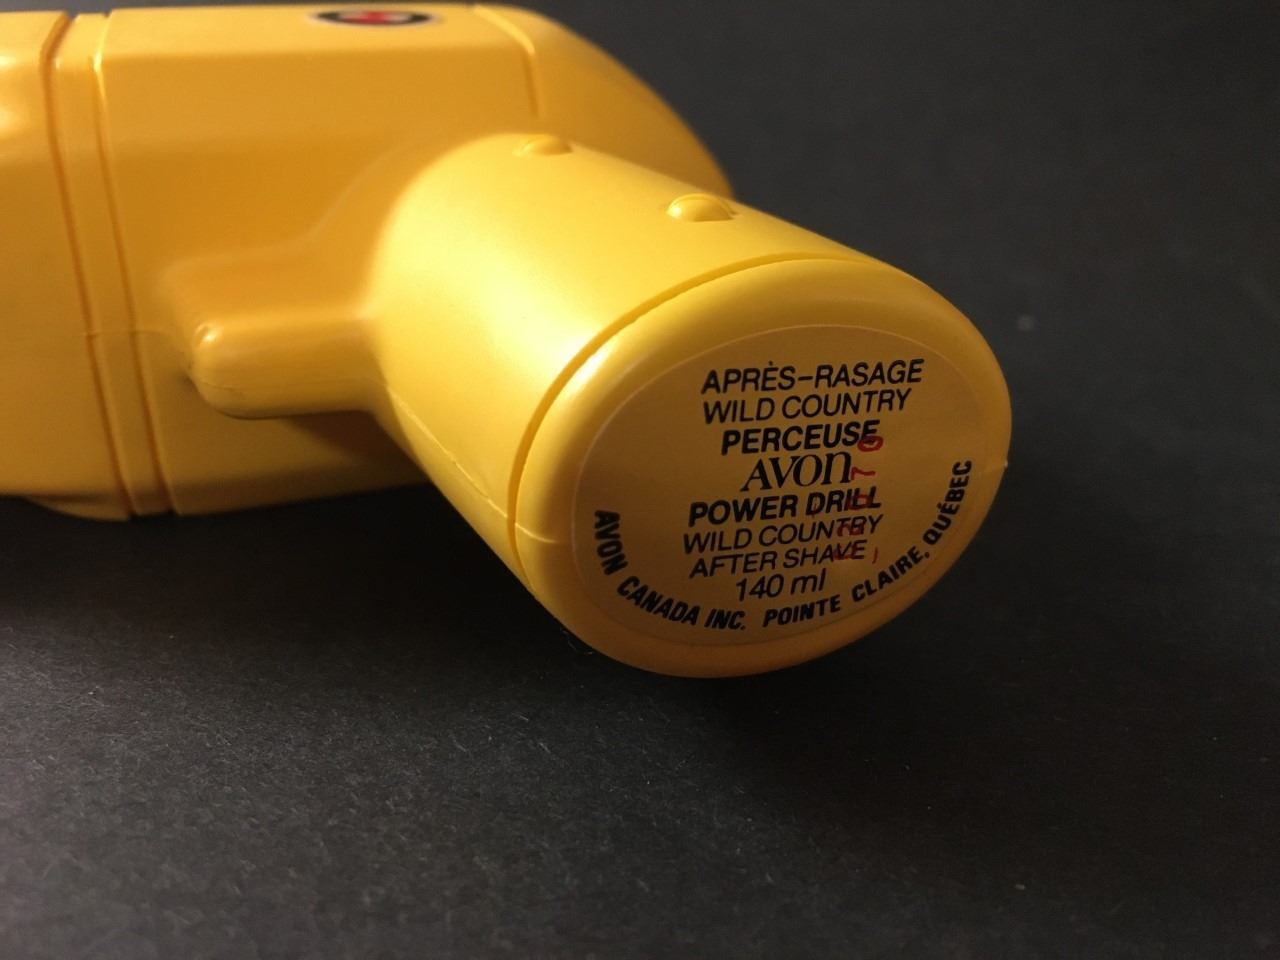 APRÈS-RASAGE
WILD COUNTRY
PERCEUSE
AVON
POWER DRILL
WILD COUNTRY
AFTER SHAVE
140 ml
AVON CANADA INC. POINTE CLAIRE, QUÉBEC